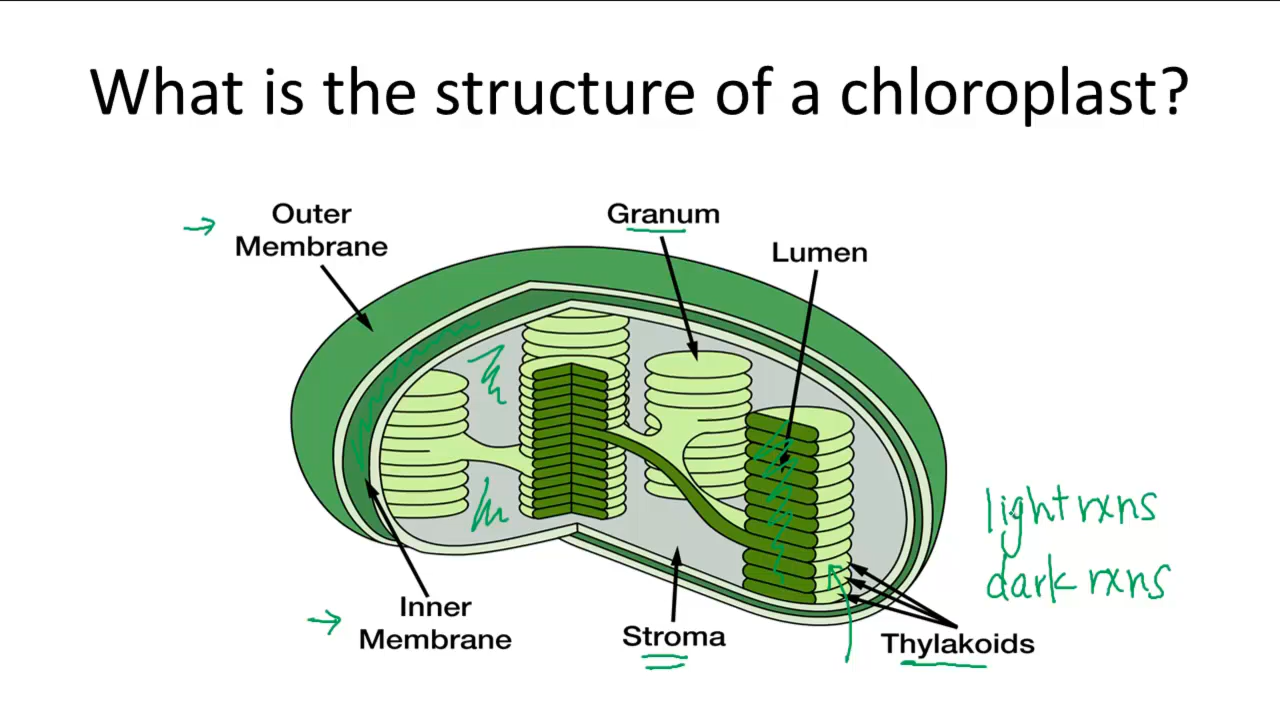 What is the structure of a chloroplast?
Outer
Membrane
Granum
Lumen
light rxns
dark rxns
Inner
Membrane
Stroma
Thylakoids